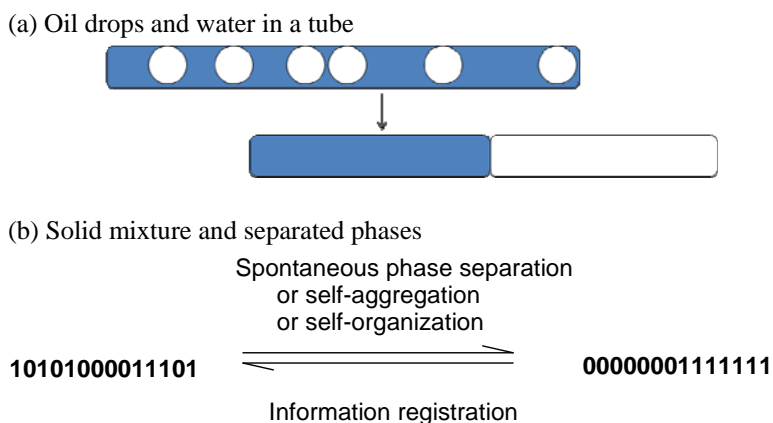 (a) Oil drops and water in a tube
(b) Solid mixture and separated phases
Spontaneous phase separation
or self-aggregation
or self-organization
10101000011101
00000001111111
Information registration